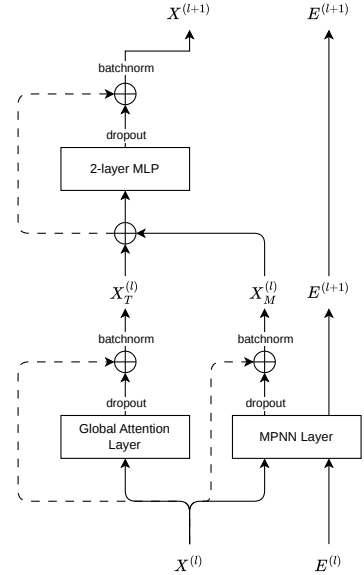 X^{(l+1)} E^{(l+1)}
batchnorm
dropout
2-layer MLP
X_T^{(l)} X_M^{(l)} E^{(l+1)}
batchnorm batchnorm
dropout dropout
Global Attention
Layer
MPNN Layer
X^{(l)} E^{(l)}